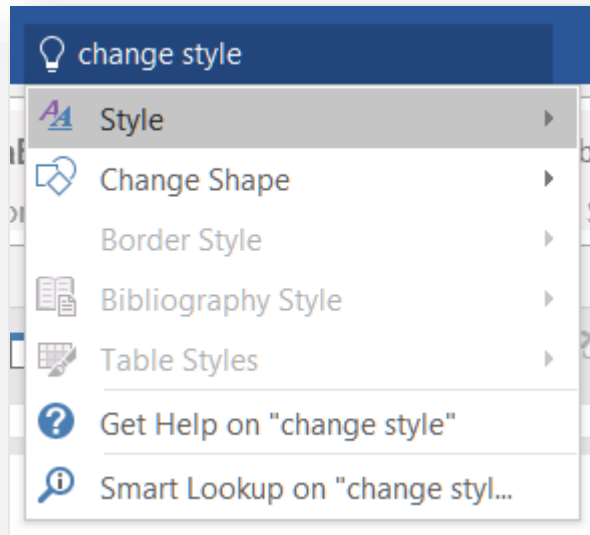 change style
Style
Change Shape
Border Style
Bibliography Style
Table Styles
Get Help on "change style"
Smart Lookup on "change styl...